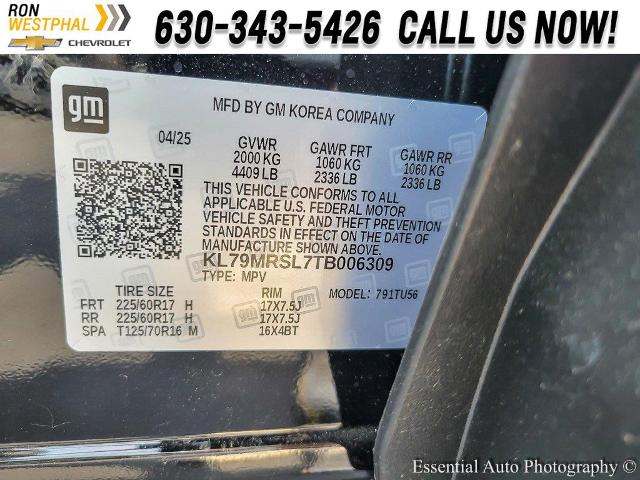 RON
WESTPHAL
CHEVROLET
630-343-5426 CALL US NOW!
gm
MFD BY GM KOREA COMPANY
04/25 GVWR GAWR FRT GAWR RR
2000 KG 1060 KG 1060 KG
4409 LB 2336 LB 2336 LB
THIS VEHICLE CONFORMS TO ALL
APPLICABLE U.S. FEDERAL MOTOR
VEHICLE SAFETY AND THEFT PREVENTION
STANDARDS IN EFFECT ON THE DATE OF
MANUFACTURE SHOWN ABOVE.
KL79MRSL7TB006309
TYPE: MPV
TIRE SIZE RIM MODEL: 791TU56
FRT 225/60R17 H 17X7.5J
RR 225/60R17 H 17X7.5J
SPA T125/70R16 M 16X4BT
Essential Auto Photography ©